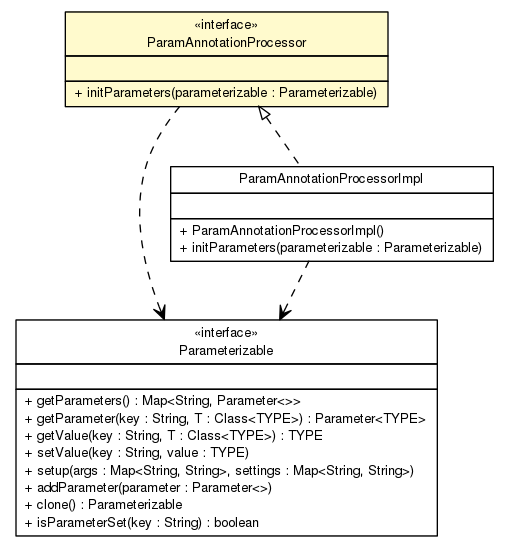 «interface»
ParamAnnotationProcessor
+ initParameters(parameterizable : Parameterizable)
ParamAnnotationProcessorImpl
+ ParamAnnotationProcessorImpl()
+ initParameters(parameterizable : Parameterizable)
«interface»
Parameterizable
+ getParameters() : Map<String, Parameter<>>
+ getParameter(key : String, T : Class<TYPE>) : Parameter<TYPE>
+ getValue(key : String, T : Class<TYPE>) : TYPE
+ setValue(key : String, value : TYPE)
+ setup(args : Map<String, String>, settings : Map<String, String>)
+ addParameter(parameter : Parameter<>)
+ clone() : Parameterizable
+ isParameterSet(key : String) : boolean